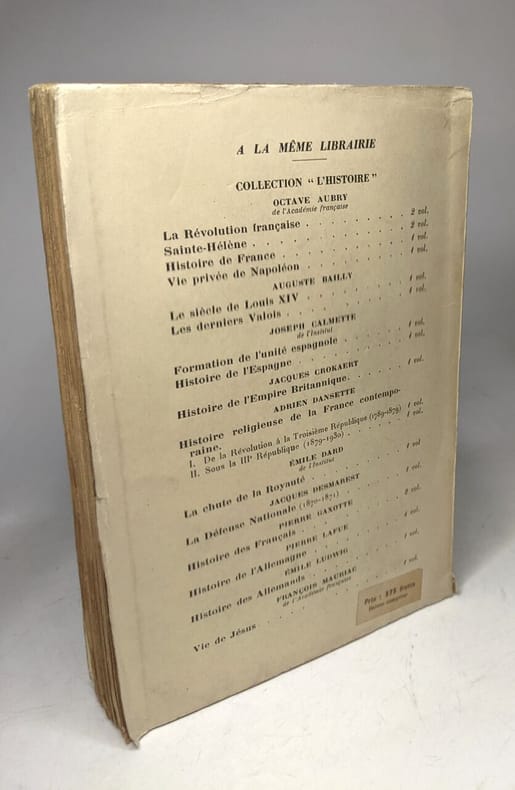 A LA MÊME LIBRAIRIE
COLLECTION "L'HISTOIRE"
OCTAVE AUBRY
de l'Académie française
La Révolution française . . . . . . . 2 vol.
Sainte-Hélène . . . . . . . . . . 2 vol.
Histoire de France . . . . . . . . . 1 vol.
Vie privée de Napoléon . . . . . . . 1 vol.
AUGUSTE BAILLY
Le siècle de Louis XIV . . . . . . . 1 vol.
Les derniers Valois . . . . . . . . 1 vol.
JOSEPH CALMETTE
de l'Institut
Formation de l'unité espagnole . . . . 1 vol.
Histoire de l'Espagne . . . . . . . 1 vol.
JACQUES CROKAERT
Histoire de l'Empire Britannique. . . . 1 vol.
ADRIEN DANSETTE
Histoire religieuse de la France contempo-
raine.
I. De la Révolution à la Troisième République (1789-1879) 1 vol.
II. Sous la IIIe République (1879-1930) . . 1 vol.
ÉMILE DARD
de l'Institut
La chute de la Royauté . . . . . . . 1 vol
JACQUES DESMAREST
La Défense Nationale (1870-1871) . . . . 1 vol.
PIERRE GAXOTTE
Histoire des Français . . . . . . . 2 vol.
PIERRE LAFUE
Histoire de l'Allemagne . . . . . . 1 vol.
ÉMILE LUDWIG
Histoire des Allemands . . . . . . . 1 vol.
FRANÇOIS MAURIAC
de l'Académie française
Vie de Jésus . . . . . . . . . . 1 vol.
Prix : 575 francs